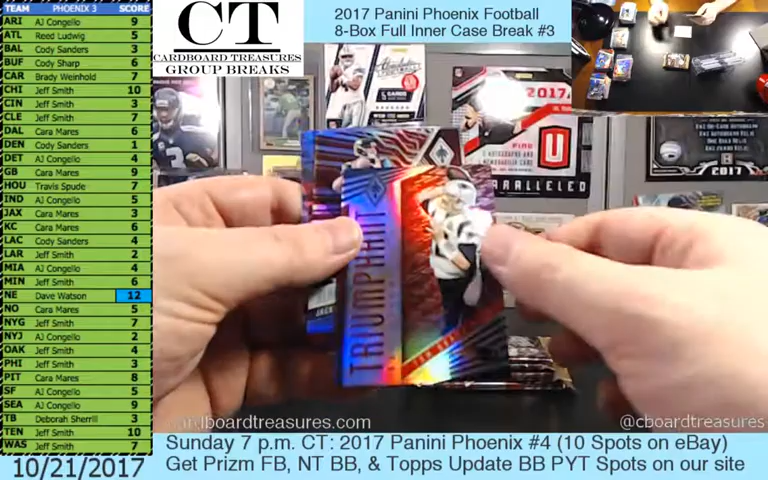 TEAM PHOENIX 3 SCORE
ARI AJ Congello 9
ATL Reed Ludwig 5
BAL Cody Sanders 3
BUF Cody Sharp 6
CAR Brady Weinhold 7
CHI Jeff Smith 10
CIN Jeff Smith 3
CLE Jeff Smith 7
DAL Cara Mares 6
DEN Cody Sanders 1
DET AJ Congello 4
GB Cara Mares 9
HOU Travis Spude 7
IND AJ Congello 5
JAX Cara Mares 3
KC Cara Mares 6
LAC Cody Sanders 4
LAR Jeff Smith 2
MIA AJ Congello 4
MIN Jeff Smith 6
NE Dave Watson 12
NO Cara Mares 5
NYG Jeff Smith 7
NYJ AJ Congello 2
OAK Jeff Smith 4
PHI Jeff Smith 3
PIT Cara Mares 8
SF AJ Congello 5
SEA AJ Congello 9
TB Deborah Sherrill 3
TEN Jeff Smith 10
WAS Jeff Smith 7
10/21/2017
CT
CARDBOARD TREASURES
GROUP BREAKS
2017 Panini Phoenix Football
8-Box Full Inner Case Break #3
Absolute
5 CARDS
2017
UNPARALLELED
2017
TRIUMPHANT
JACK
cardboardtreasures.com
@cboardtreasures
Sunday 7 p.m. CT: 2017 Panini Phoenix #4 (10 Spots on eBay)
Get Prizm FB, NT BB, & Topps Update BB PYT Spots on our site